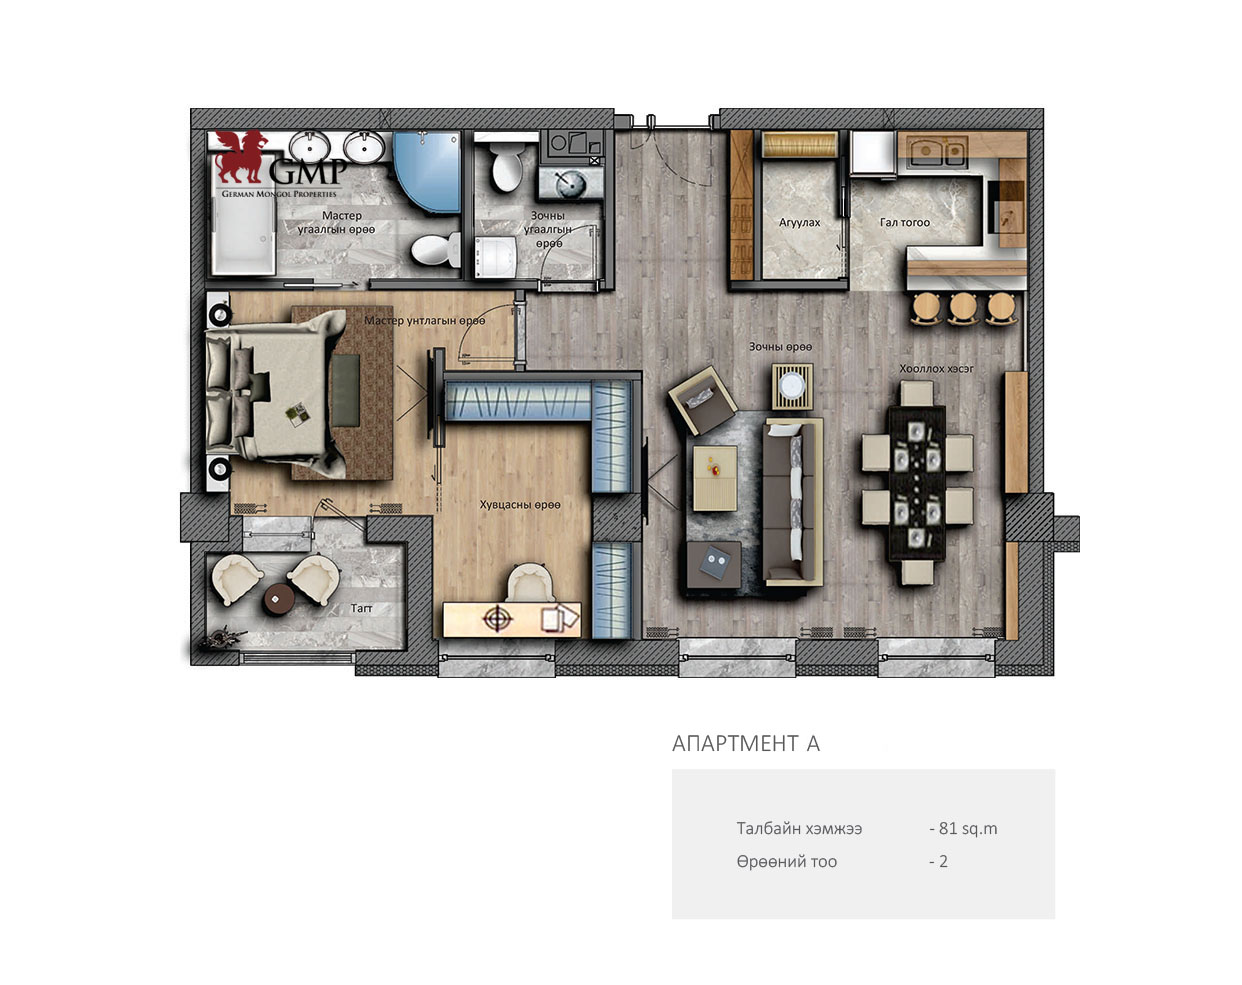 GMP
German Mongol Properties
Мастер
угаалгын өрөө
Зочны
угаалгын
өрөө
Агуулах
Гал тогоо
Мастер унтлагын өрөө
Зочны өрөө
Хооллох хэсэг
Хувцасны өрөө
Тагт
АПАРТМЕНТ А
Талбайн хэмжээ - 81 sq.m
Өрөөний тоо - 2